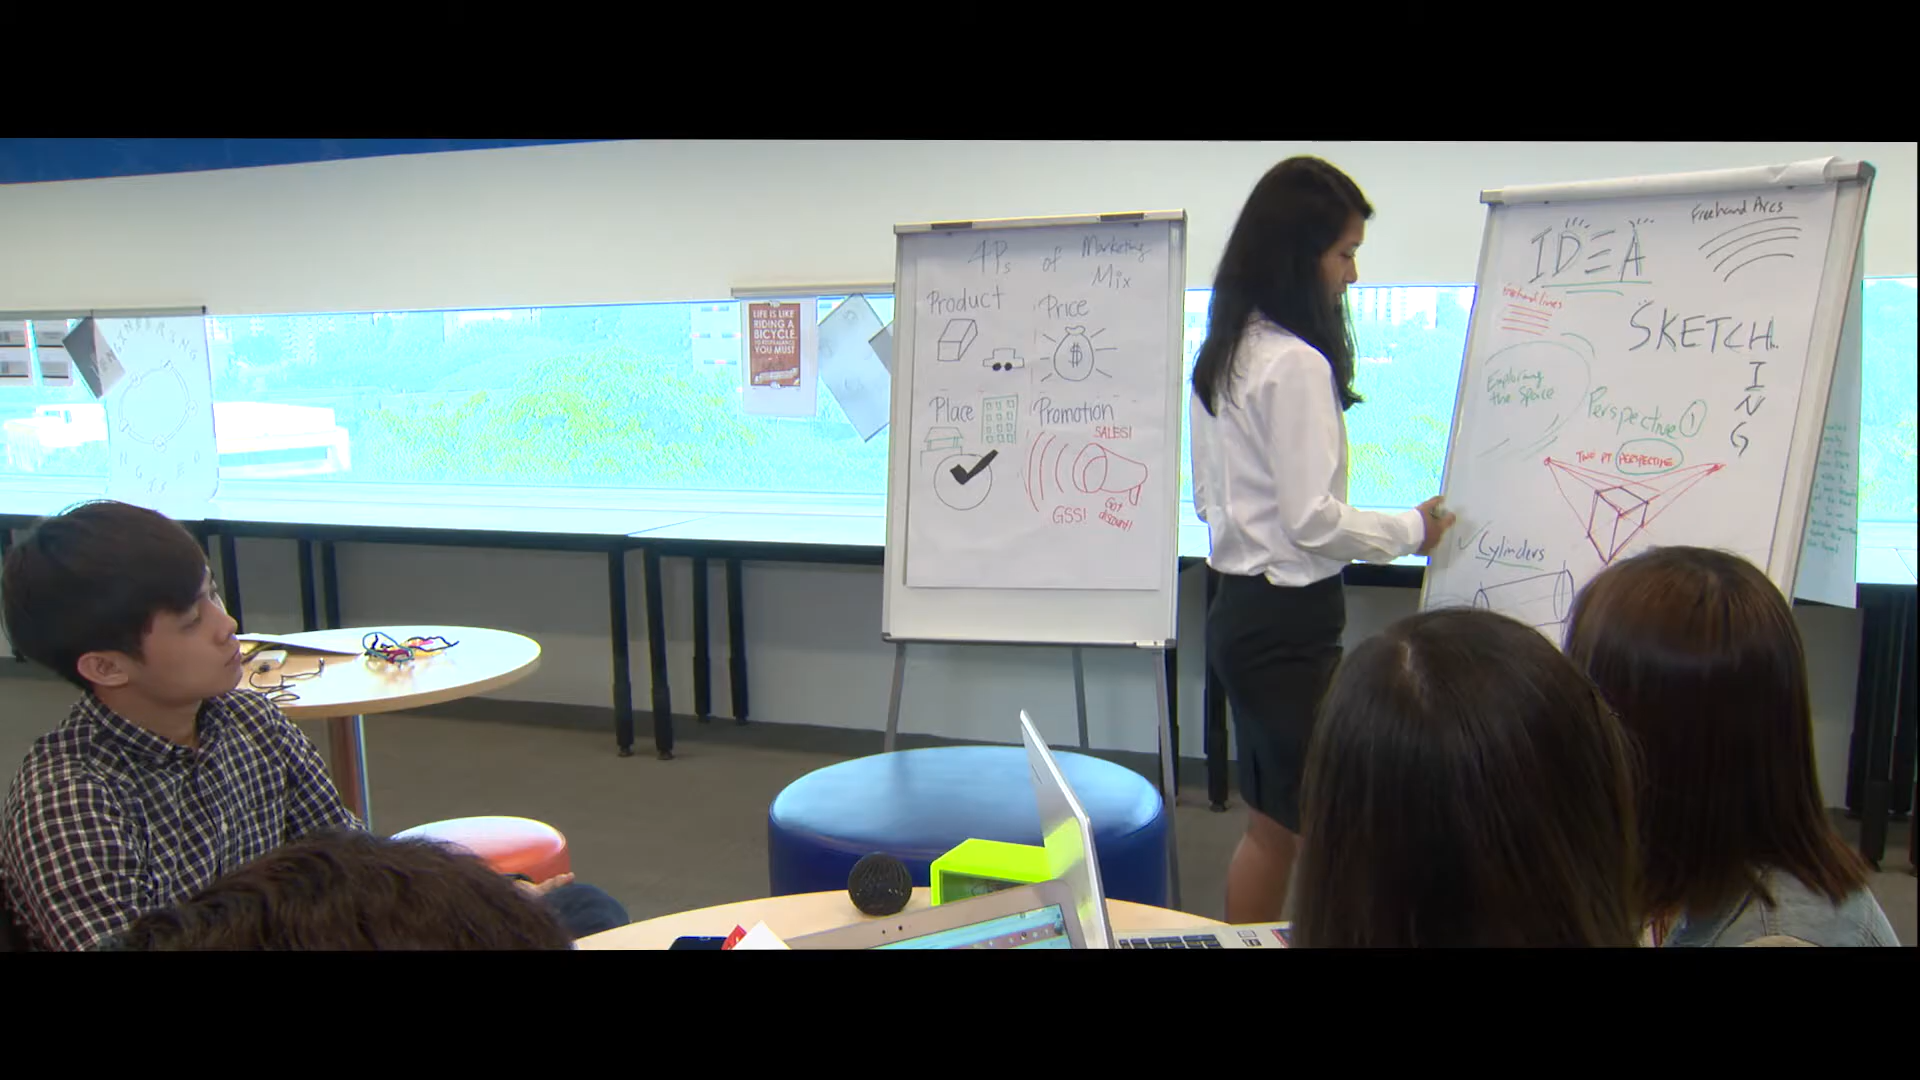 4Ps of Marketing
Mix
Product
Price
$
Place
Promotion
SALES!
GSS!
LIFE IS LIKE
RIDING A
BICYCLE
YOU MUST
IDEA
SKETCH
I
N
G
Freehand Arcs
Freehand lines
Exploring
the Space
Perspective 1
TWO PT PERSPECTIVE
Cylinders